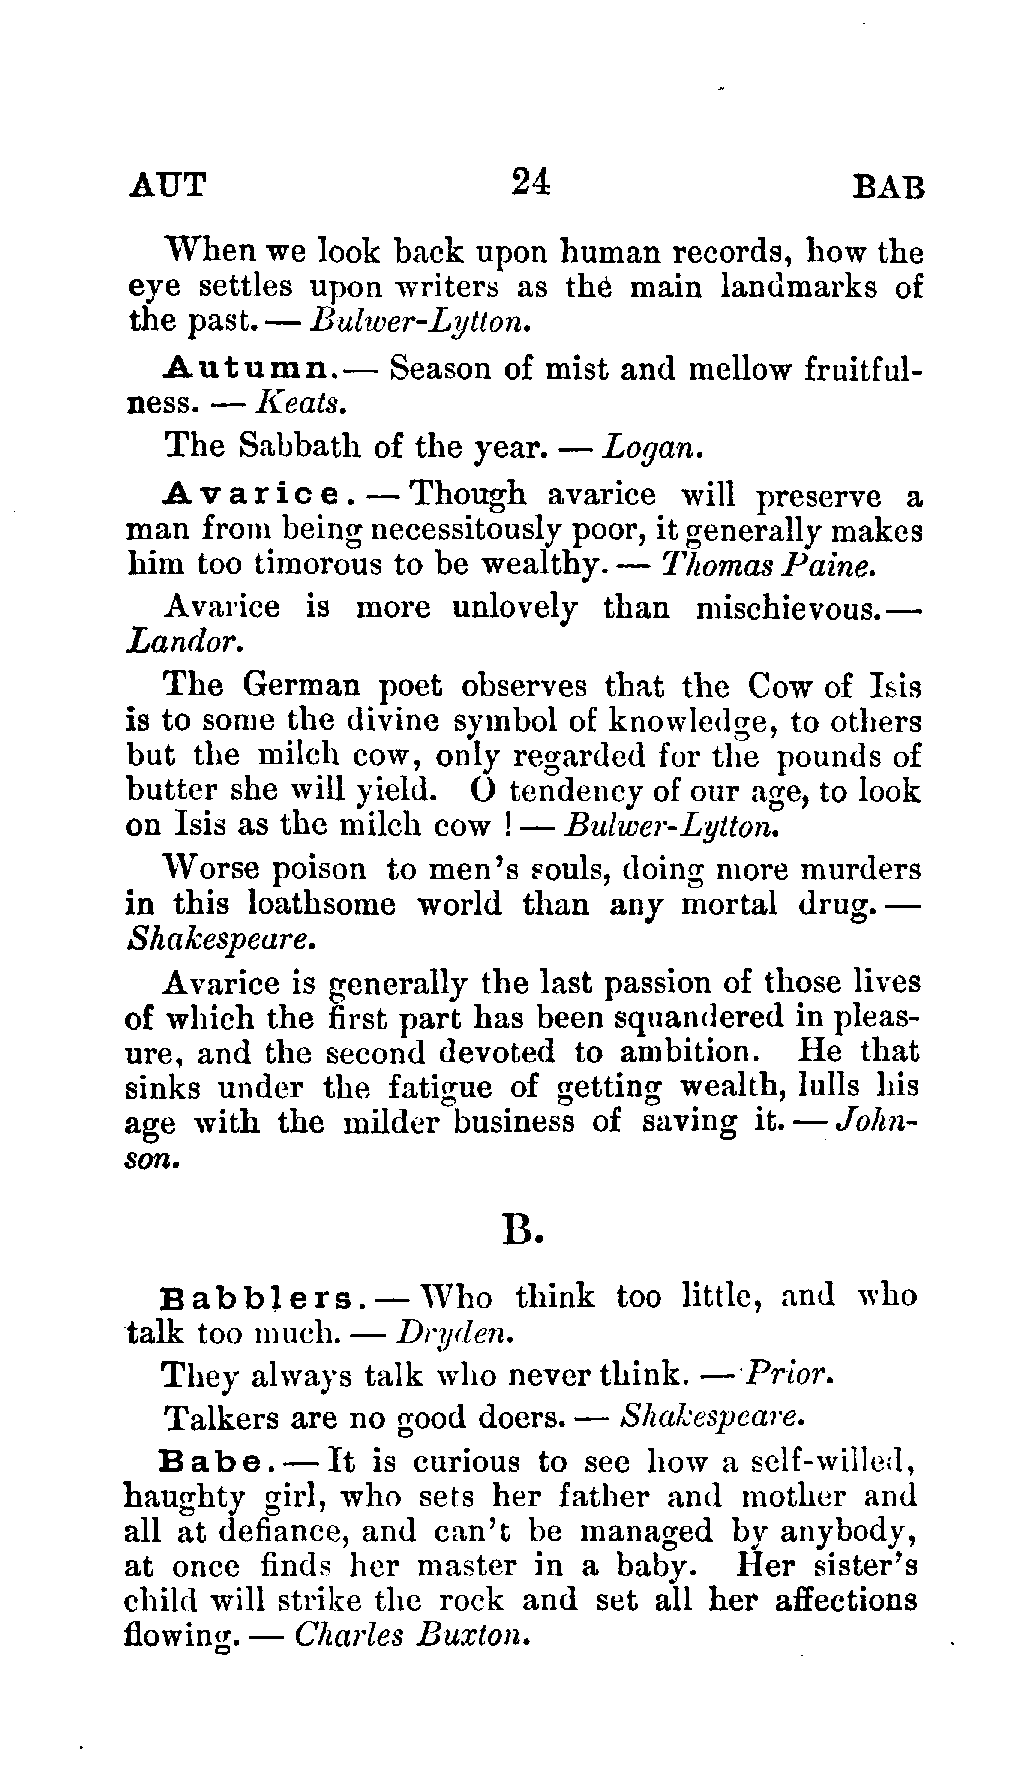 AUT 24 BAB
When we look back upon human records, how the
eye settles upon writers as the main landmarks of
the past. — Bulwer-Lytton.
Autumn. — Season of mist and mellow fruitful-
ness. — Keats.
The Sabbath of the year. — Logan.
Avarice. — Though avarice will preserve a
man from being necessitously poor, it generally makes
him too timorous to be wealthy. — Thomas Paine.
Avarice is more unlovely than mischievous. —
Landor.
The German poet observes that the Cow of Isis
is to some the divine symbol of knowledge, to others
but the milch cow, only regarded for the pounds of
butter she will yield. O tendency of our age, to look
on Isis as the milch cow ! — Bulwer-Lytton.
Worse poison to men's souls, doing more murders
in this loathsome world than any mortal drug. —
Shakespeare.
Avarice is generally the last passion of those lives
of which the first part has been squandered in pleas-
ure, and the second devoted to ambition. He that
sinks under the fatigue of getting wealth, lulls his
age with the milder business of saving it. — John-
son.
B.
Babblers. — Who think too little, and who
talk too much. — Dryden.
They always talk who never think. — Prior.
Talkers are no good doers. — Shakespeare.
Babe. — It is curious to see how a self-willed,
haughty girl, who sets her father and mother and
all at defiance, and can't be managed by anybody,
at once finds her master in a baby. Her sister's
child will strike the rock and set all her affections
flowing. — Charles Buxton.